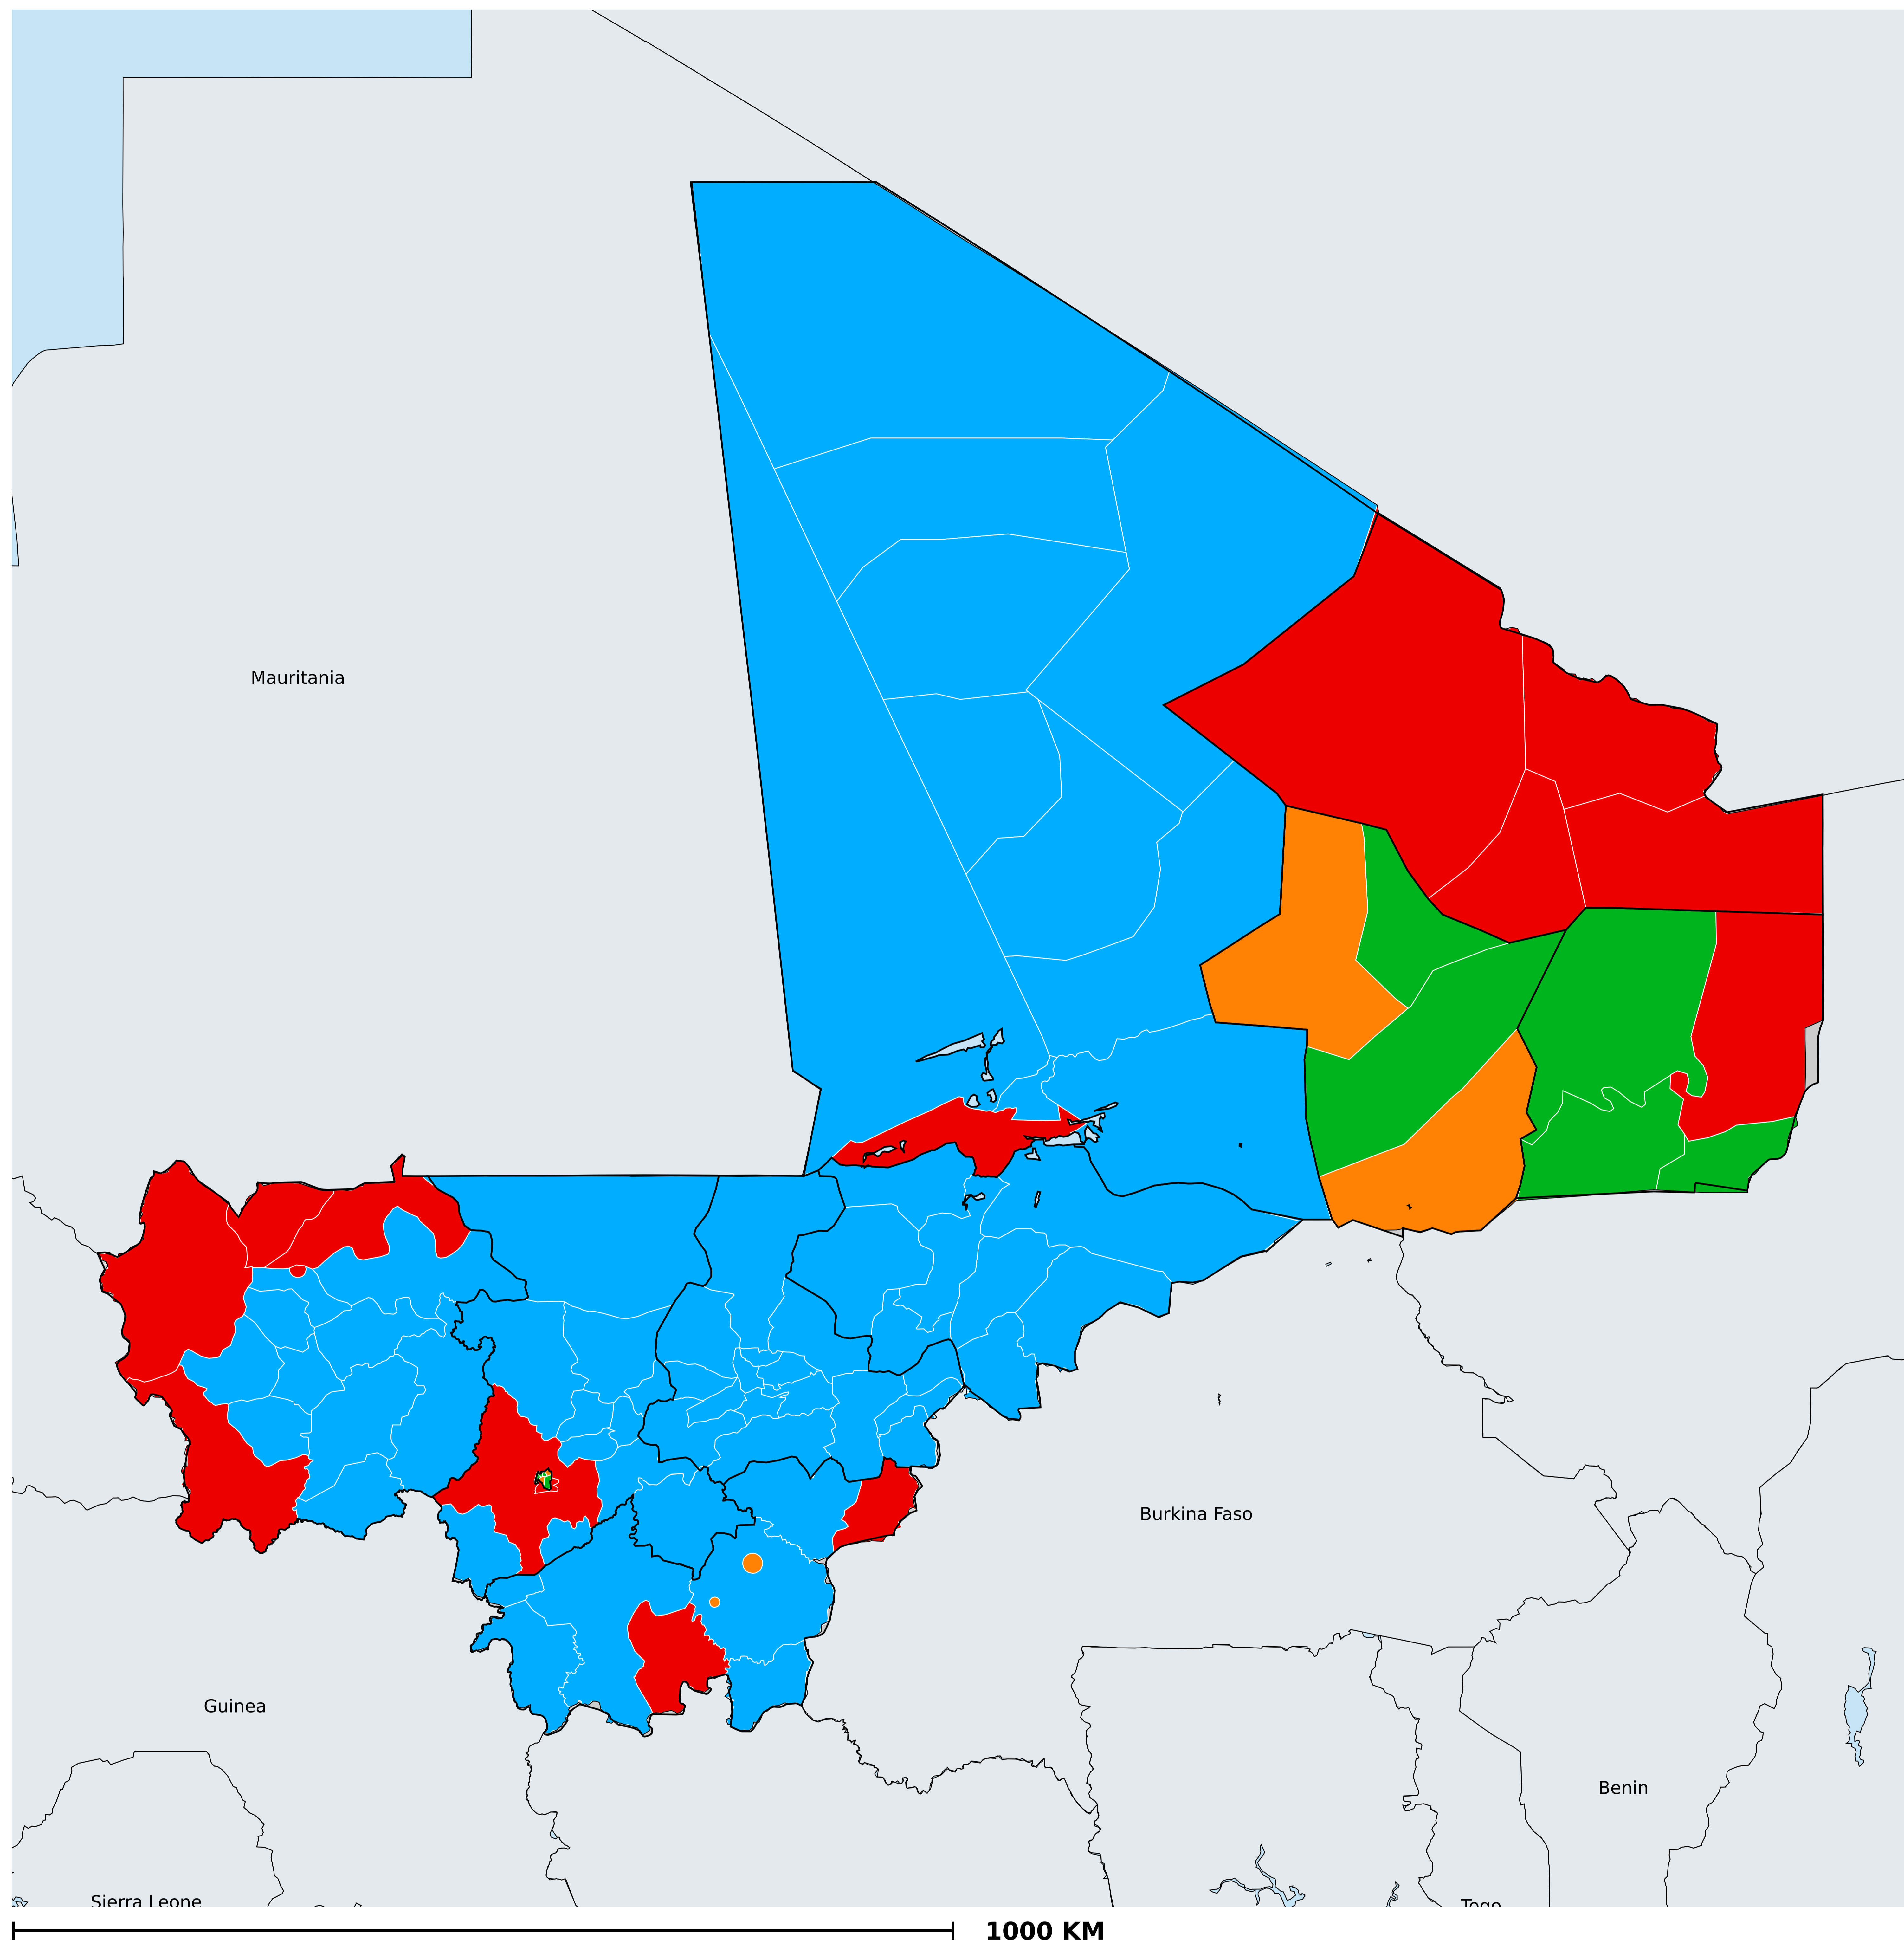 Mauritania
Burkina Faso
Guinea
Benin
Sierra Leone
Togo
1000 KM